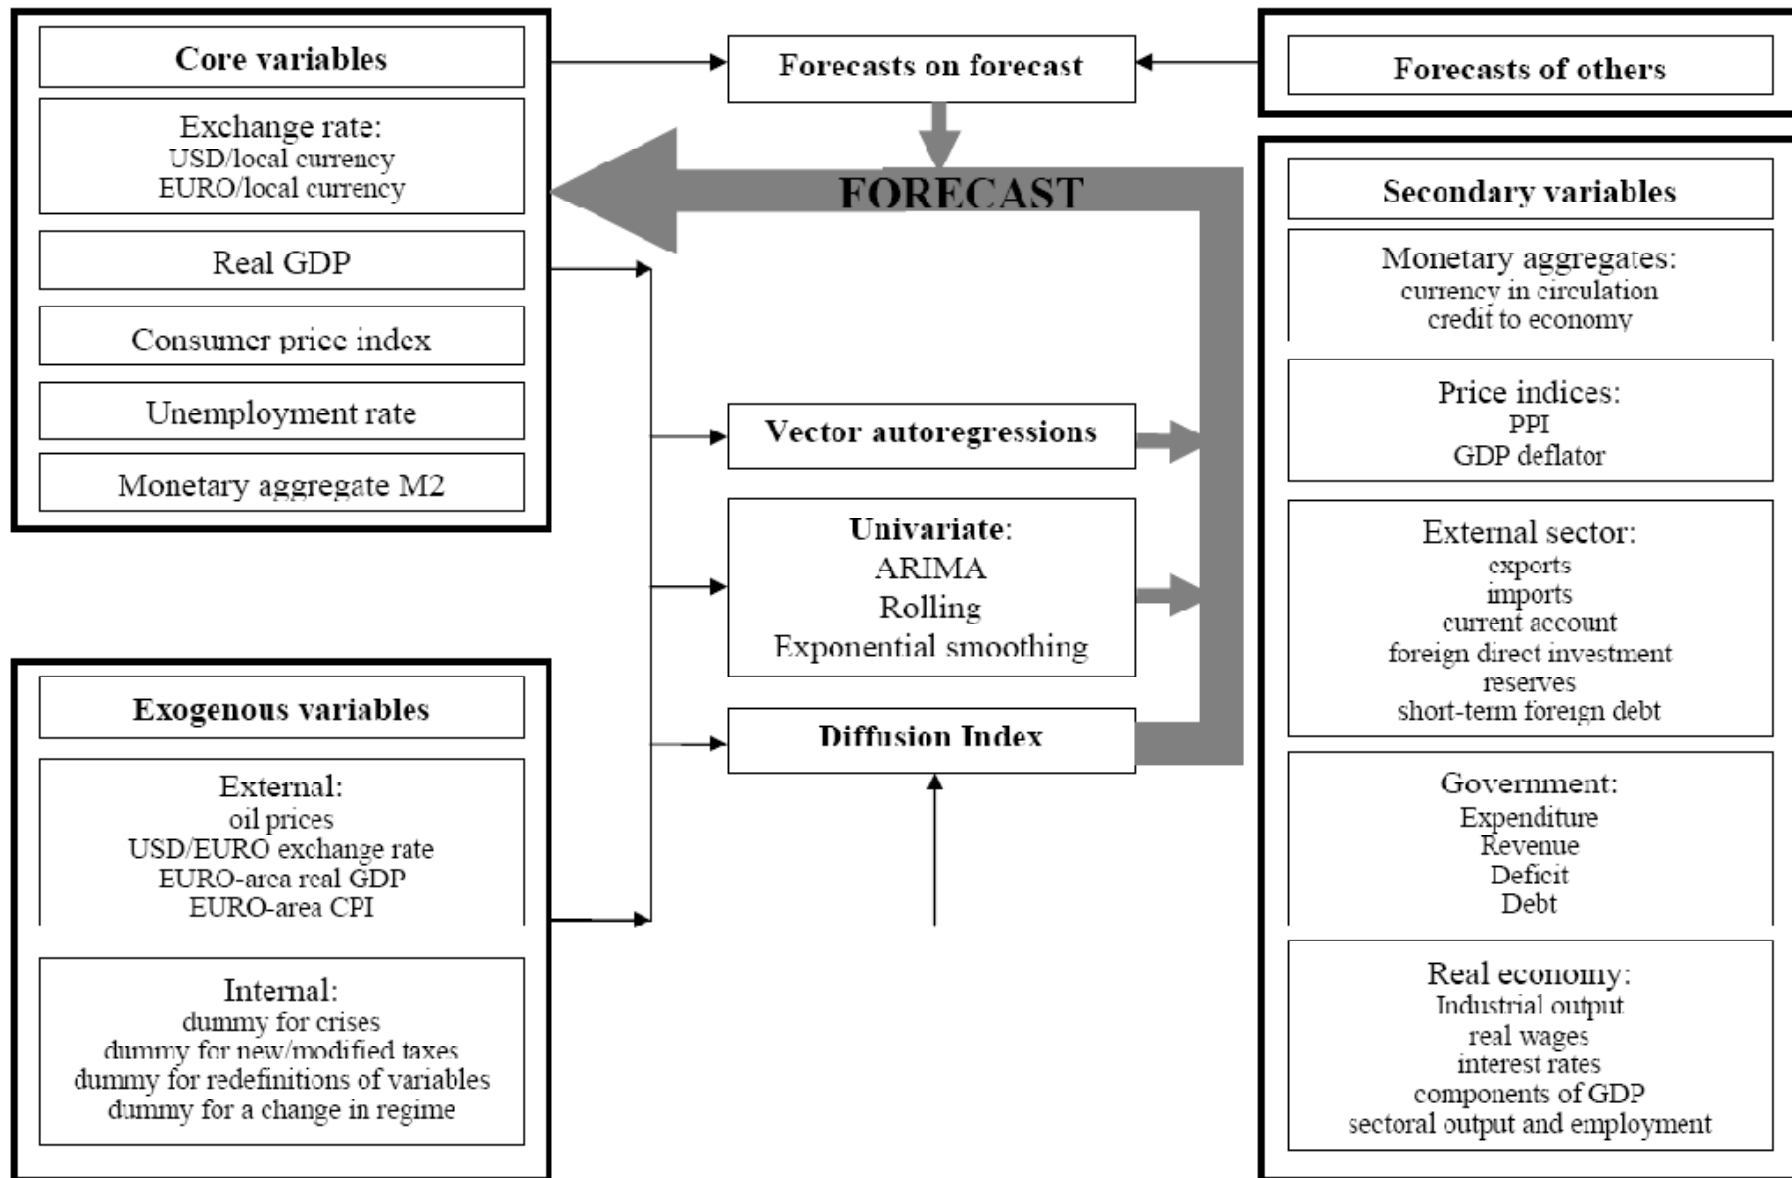 Core variables
Exchange rate:
USD/local currency
EURO/local currency
Real GDP
Consumer price index
Unemployment rate
Monetary aggregate M2
Exogenous variables
External:
oil prices
USD/EURO exchange rate
EURO-area real GDP
EURO-area CPI
Internal:
dummy for crises
dummy for new/modified taxes
dummy for redefinitions of variables
dummy for a change in regime
Forecasts on forecast
FORECAST
Vector autoregressions
Univariate:
ARIMA
Rolling
Exponential smoothing
Diffusion Index
Forecasts of others
Secondary variables
Monetary aggregates:
currency in circulation
credit to economy
Price indices:
PPI
GDP deflator
External sector:
exports
imports
current account
foreign direct investment
reserves
short-term foreign debt
Government:
Expenditure
Revenue
Deficit
Debt
Real economy:
Industrial output
real wages
interest rates
components of GDP
sectoral output and employment